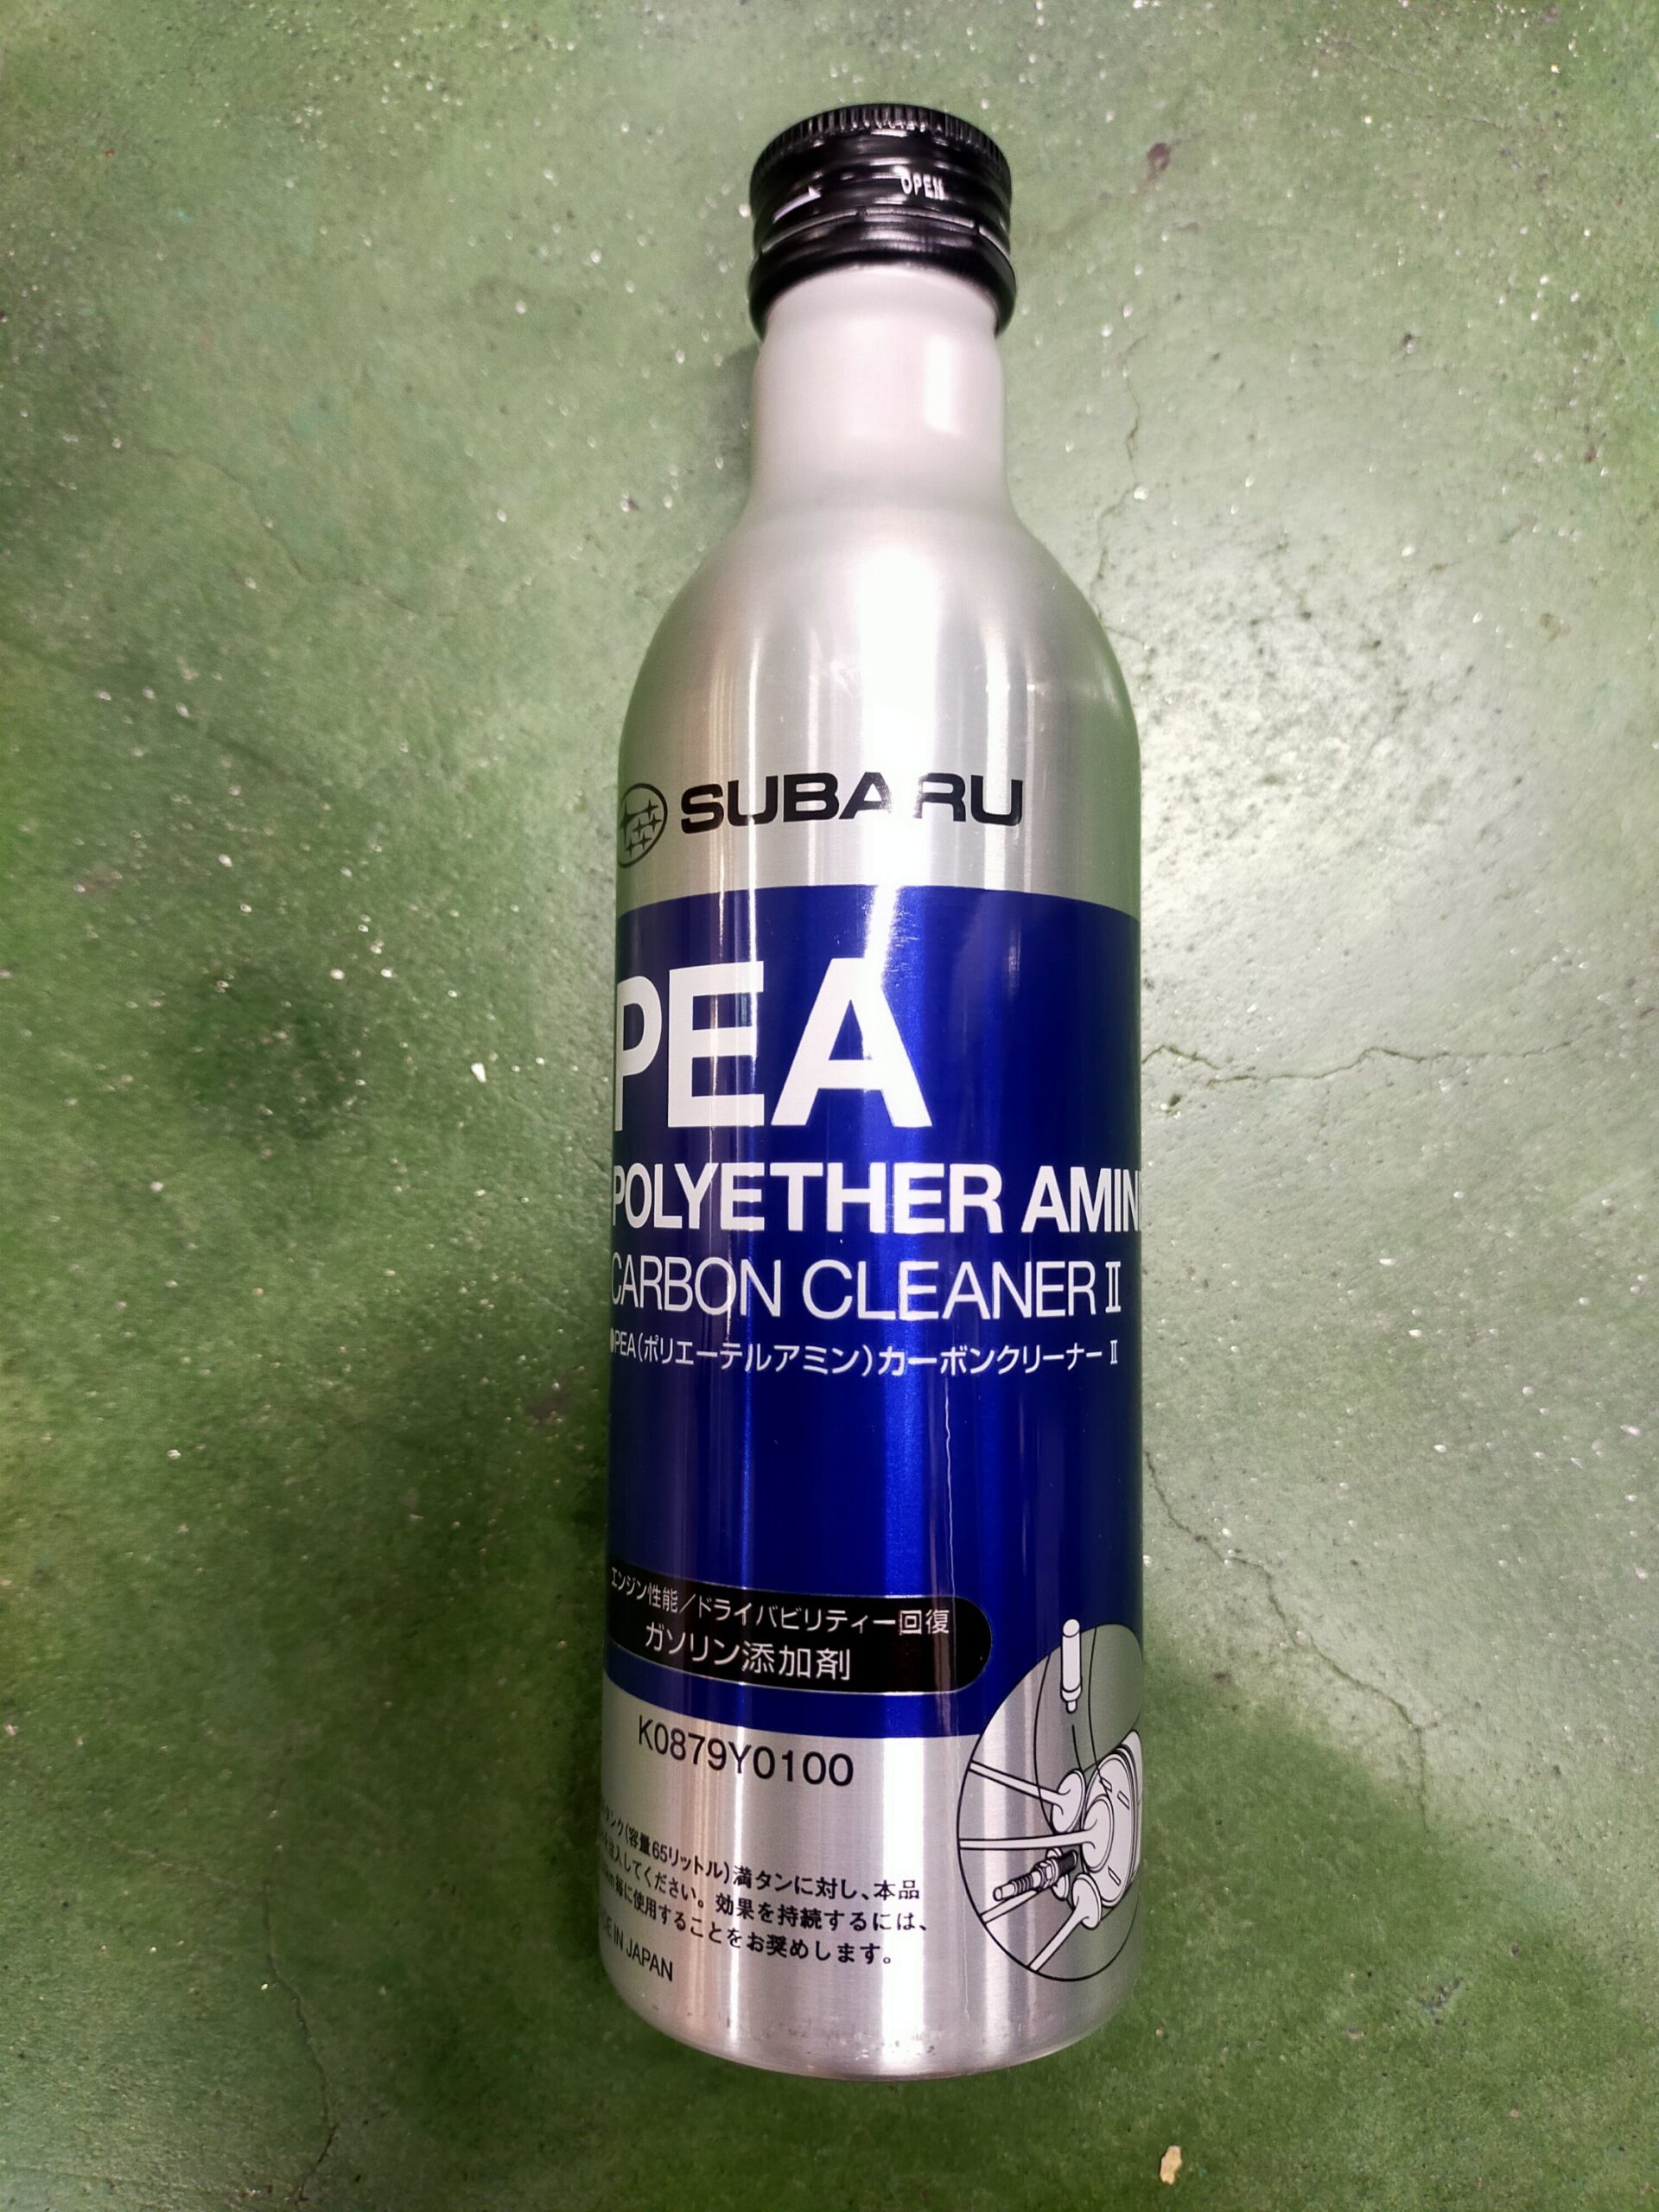 OPEN
SUBARU
PEA
POLYETHER AMIN
CARBON CLEANER II
●PEA(ポリエーテルアミン)カーボンクリーナー II
エンジン性能/ドライバビリティー回復
ガソリン添加剤
K0879Y0100
タンク(容量65リットル)満タンに対し、本品
注入してください。効果を持続するには、
毎に使用することをお奨めします。
IN JAPAN